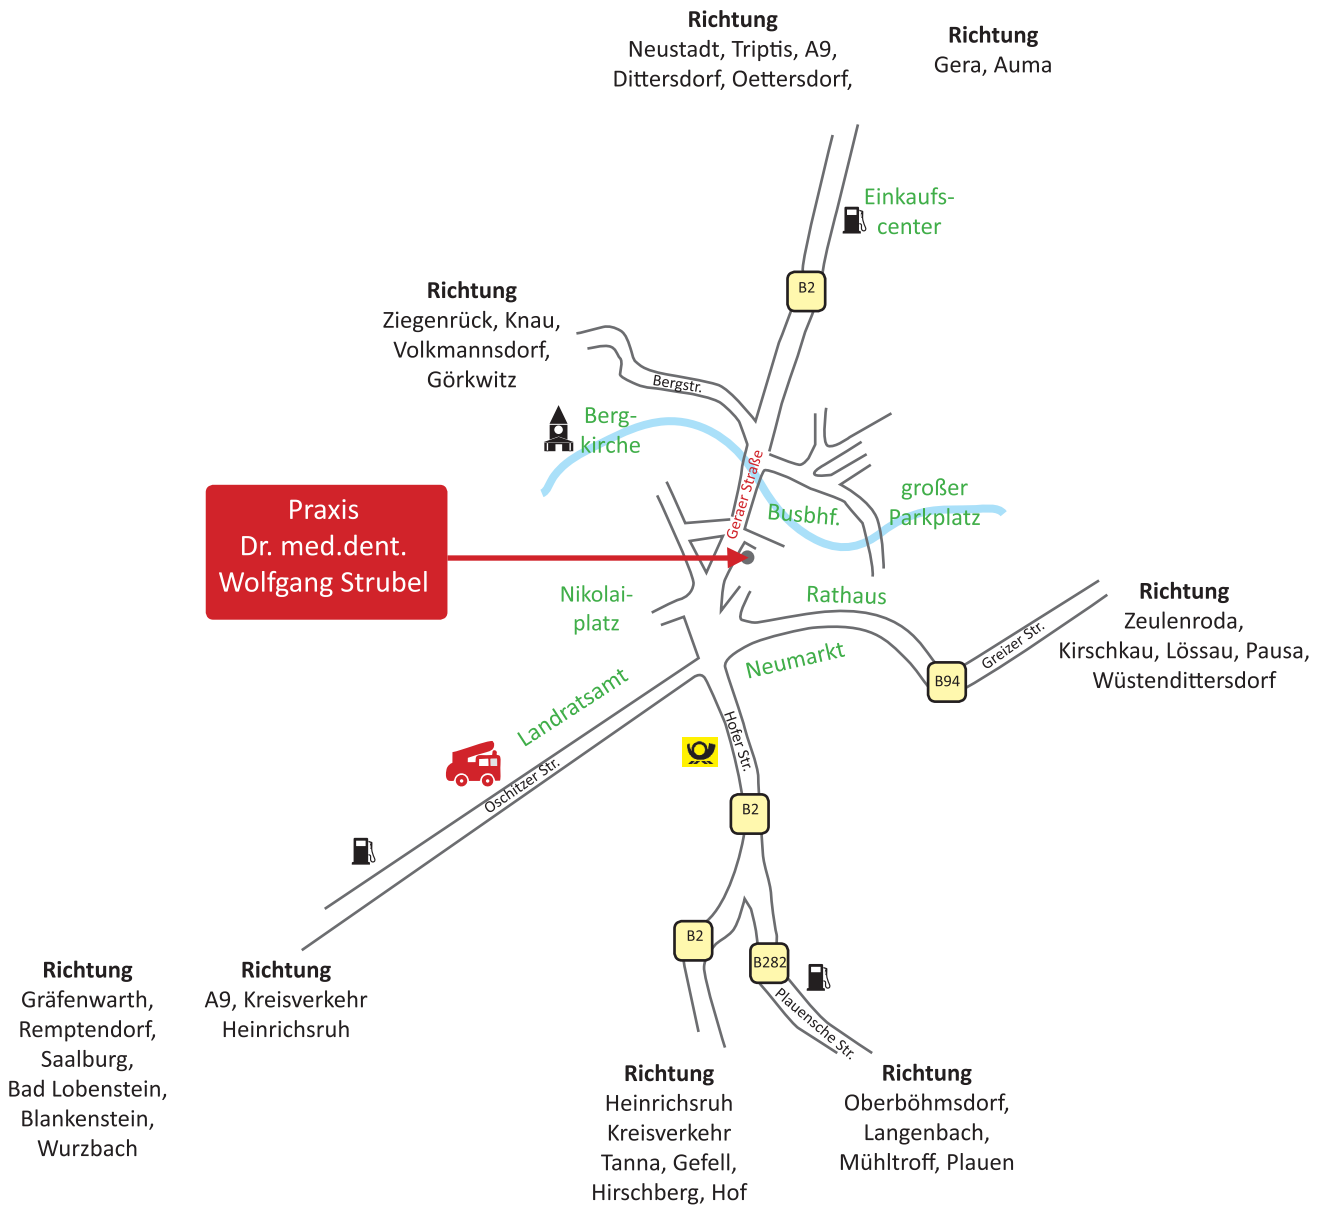 Richtung
Neustadt, Triptis, A9,
Dittersdorf, Oettersdorf,
Richtung
Gera, Auma
Einkaufs-
center
B2
Richtung
Ziegenrück, Knau,
Volkmannsdorf,
Görkwitz
Bergstr.
Berg-
kirche
Geraer Straße
Busbhf.
großer
Parkplatz
Praxis
Dr. med.dent.
Wolfgang Strubel
Nikolai-
platz
Rathaus
Neumarkt
Greizer Str.
B94
Richtung
Zeulenroda,
Kirschkau, Lössau, Pausa,
Wüstendittersdorf
Landratsamt
Oschitzer Str.
Hofer Str.
B2
B2
B282
Plauensche Str.
Richtung
Gräfenwarth,
Remptendorf,
Saalburg,
Bad Lobenstein,
Blankenstein,
Wurzbach
Richtung
A9, Kreisverkehr
Heinrichsruh
Richtung
Heinrichsruh
Kreisverkehr
Tanna, Gefell,
Hirschberg, Hof
Richtung
Oberböhmsdorf,
Langenbach,
Mühltroff, Plauen